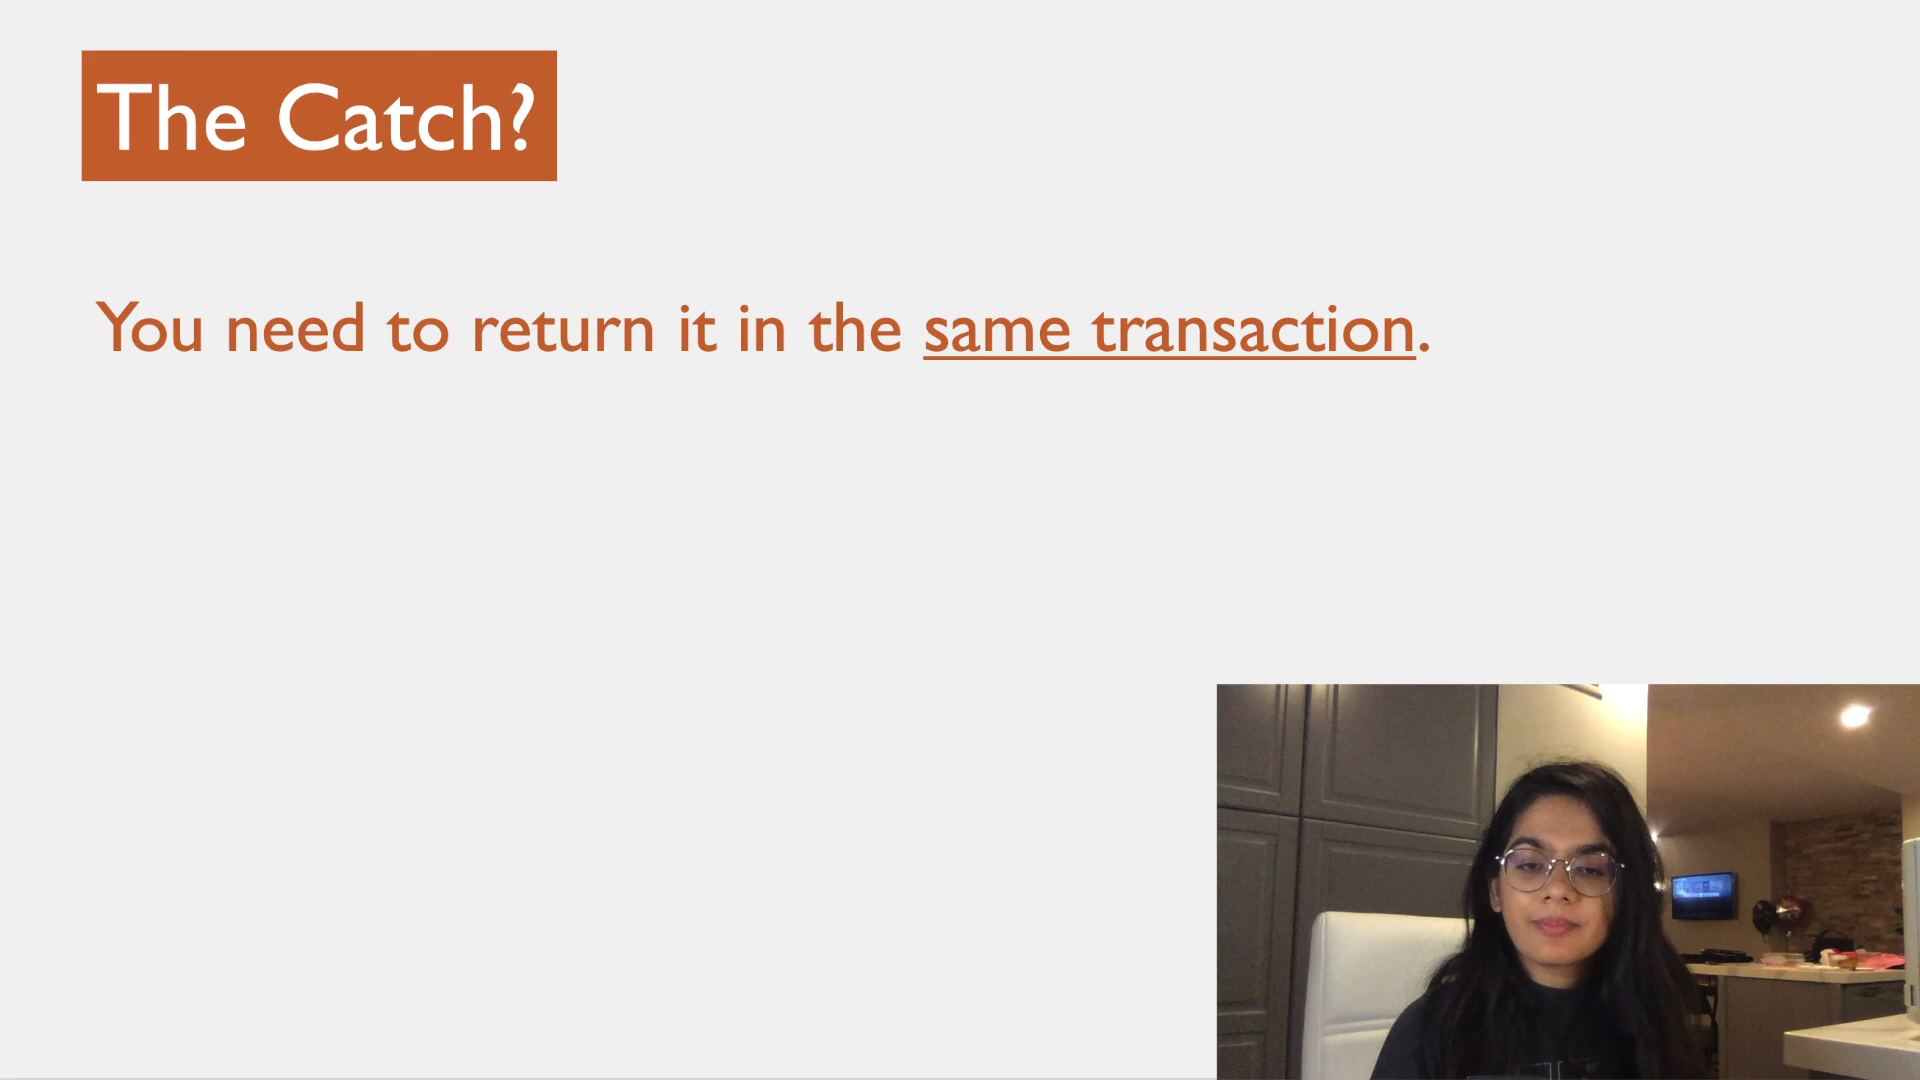 The Catch?
You need to return it in the same transaction.